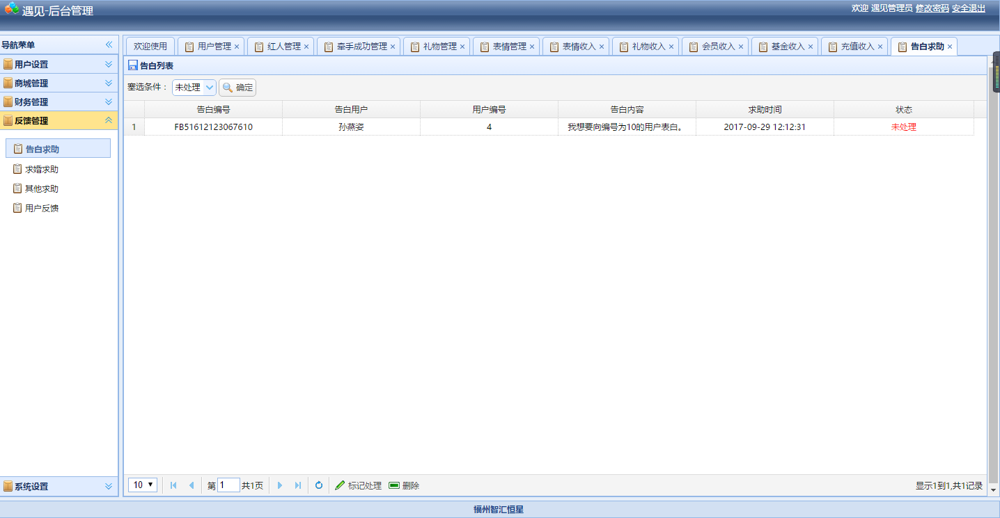 遇见-后台管理
欢迎 遇见管理员 修改密码 安全退出
导航菜单
用户设置
商城管理
财务管理
反馈管理
告白求助
求婚求助
其他求助
用户反馈
系统设置
欢迎使用 用户管理 红人管理 牵手成功管理 礼物管理 表情管理 表情收入 礼物收入 会员收入 基金收入 充值收入 告白求助
告白列表
塞选条件： 未处理 确定
告白编号 告白用户 用户编号 告白内容 求助时间 状态
1 FB51612123067610 孙燕姿 4 我想要向编号为10的用户表白。 2017-09-29 12:12:31 未处理
10 第 1 共1页 标记处理 删除 显示1到1,共1记录
福州智汇恒星